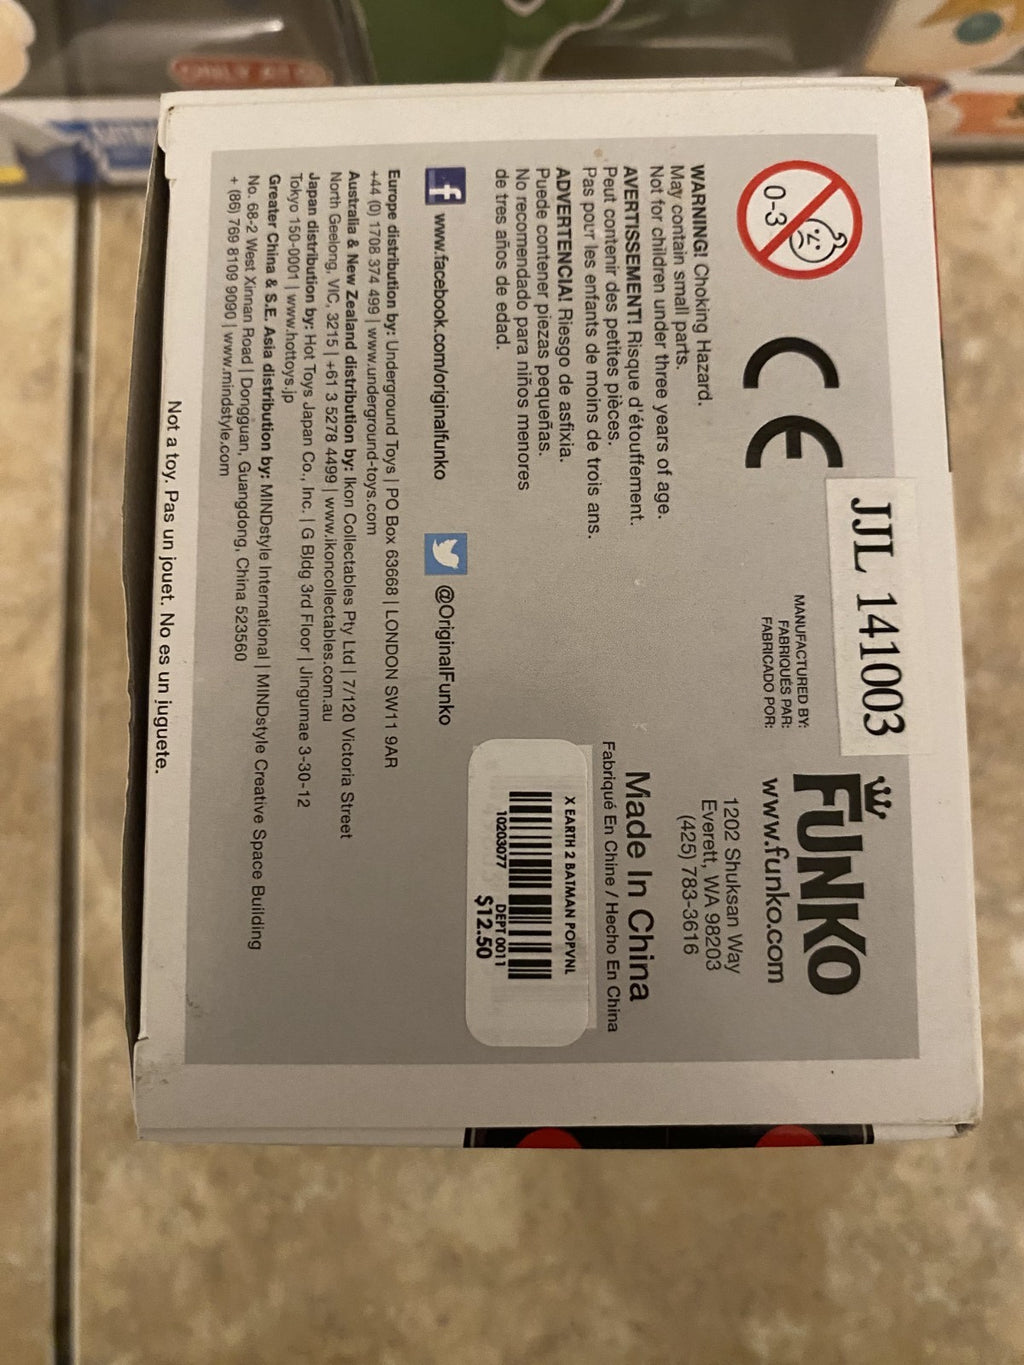 0-3
CE
JJL 141003
MANUFACTURED BY:
FABRIQUÉS PAR:
FABRICADO POR:
FUNKO
www.funko.com
1202 Shuksan Way
Everett, WA 98203
(425) 783-3616
WARNING! Choking Hazard.
May contain small parts.
Not for children under three years of age.
AVERTISSEMENT! Risque d'étouffement.
Peut contenir des petites pièces.
Pas pour les enfants de moins de trois ans.
ADVERTENCIA! Riesgo de asfixia.
Puede contener piezas pequeñas.
No recomendado para niños menores
de tres años de edad.
Made In China
Fabriqué En Chine / Hecho En China
X EARTH 2 BATMAN POPVNL
10203077 DEPT 0011
$12.50
f www.facebook.com/originalfunko
@OriginalFunko
Europe distribution by: Underground Toys | PO Box 63668 | LONDON SW11 9AR
+44 (0) 1708 374 499 | www.underground-toys.com
Australia & New Zealand distribution by: Ikon Collectables Pty Ltd | 7/120 Victoria Street
North Geelong, VIC, 3215 | +61 3 5278 4499 | www.ikoncollectables.com.au
Japan distribution by: Hot Toys Japan Co., Inc. | G Bldg 3rd Floor | Jingumae 3-30-12
Tokyo 150-0001 | www.hottoys.jp
Greater China & S.E. Asia distribution by: MINDstyle International | MINDstyle Creative Space Building
No. 68-2 West Xinnan Road | Dongguan, Guangdong, China 523560
+ (86) 769 8109 9090 | www.mindstyle.com
Not a toy. Pas un jouet. No es un juguete.
ONLY AT